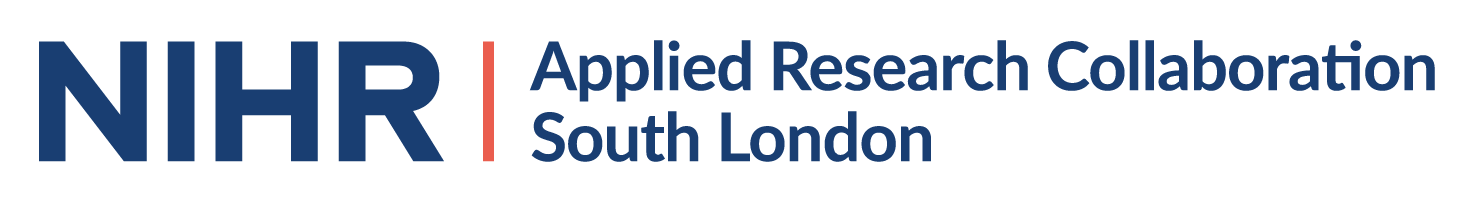 NIHR
Applied Research Collaboration
South London